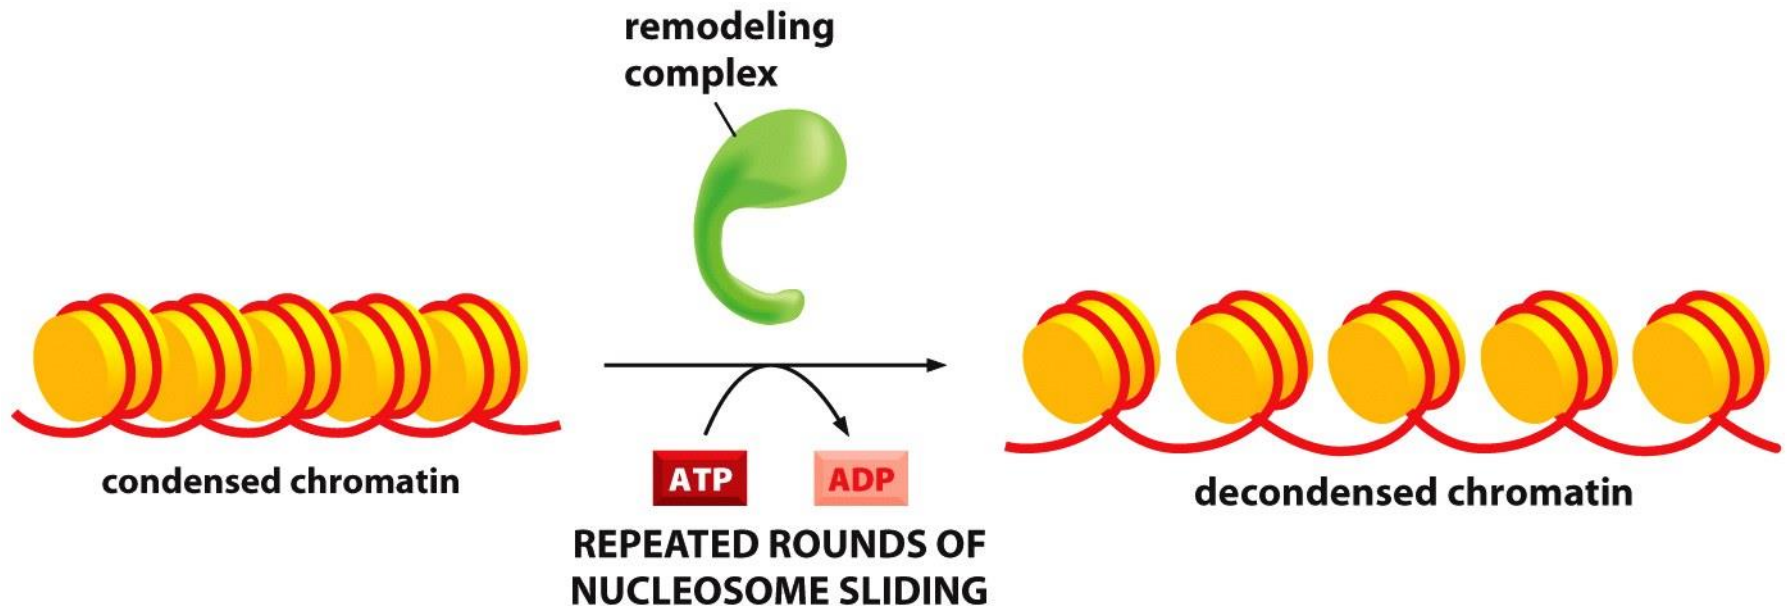 remodeling
complex
condensed chromatin
ATP
ADP
REPEATED ROUNDS OF
NUCLEOSOME SLIDING
decondensed chromatin